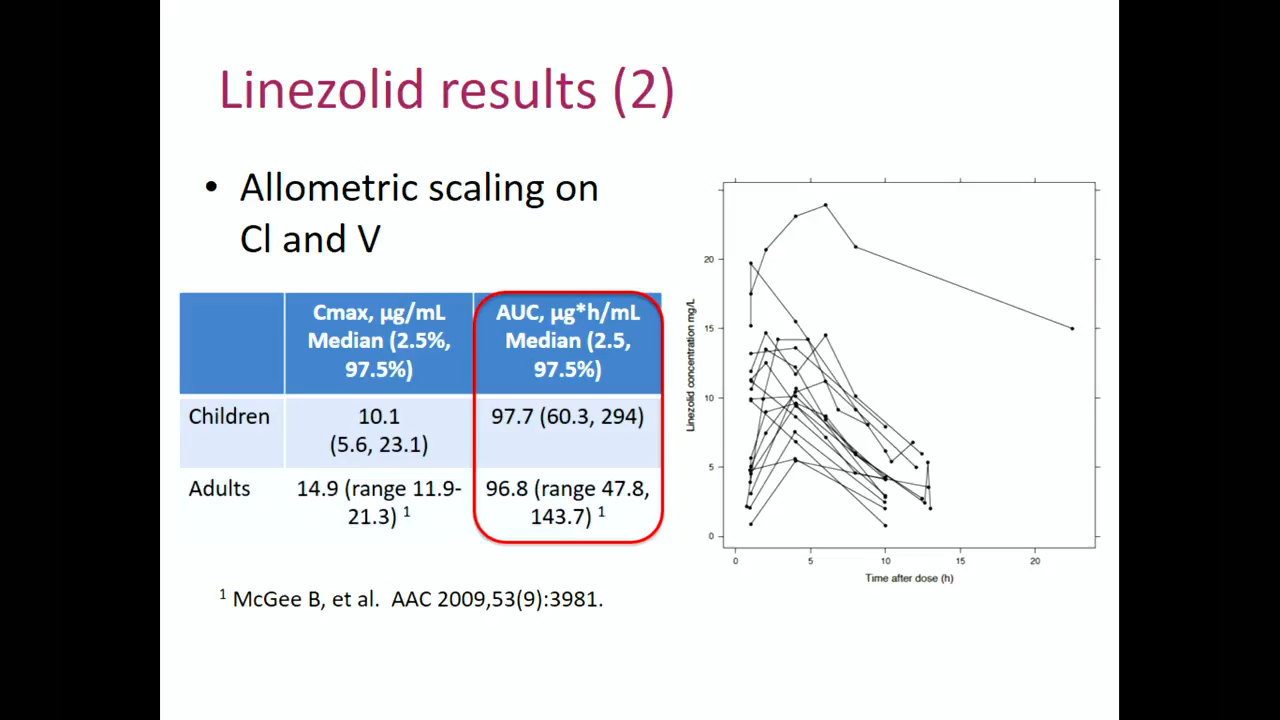 Linezolid results (2)
• Allometric scaling on
Cl and V
Cmax, µg/mL
Median (2.5%,
97.5%)
AUC, µg*h/mL
Median (2.5,
97.5%)
Children
10.1
(5.6, 23.1)
97.7 (60.3, 294)
Adults
14.9 (range 11.9-
21.3) 1
96.8 (range 47.8,
143.7) 1
1 McGee B, et al. AAC 2009,53(9):3981.
Linezolid concentration mg/L
20
15
10
5
0
0 5 10 15 20
Time after dose (h)